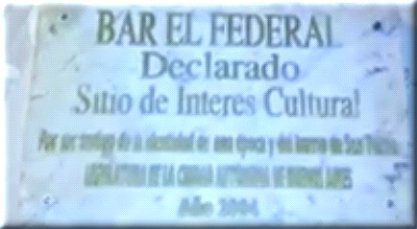 BAR EL FEDERAL
Declarado
Sitio de Interes Cultural
Por ser testigo de la identidad de una época y del barrio de San Telmo
LEGISLATURA DE LA CIUDAD AUTONOMA DE BUENOS AIRES
Año 2004